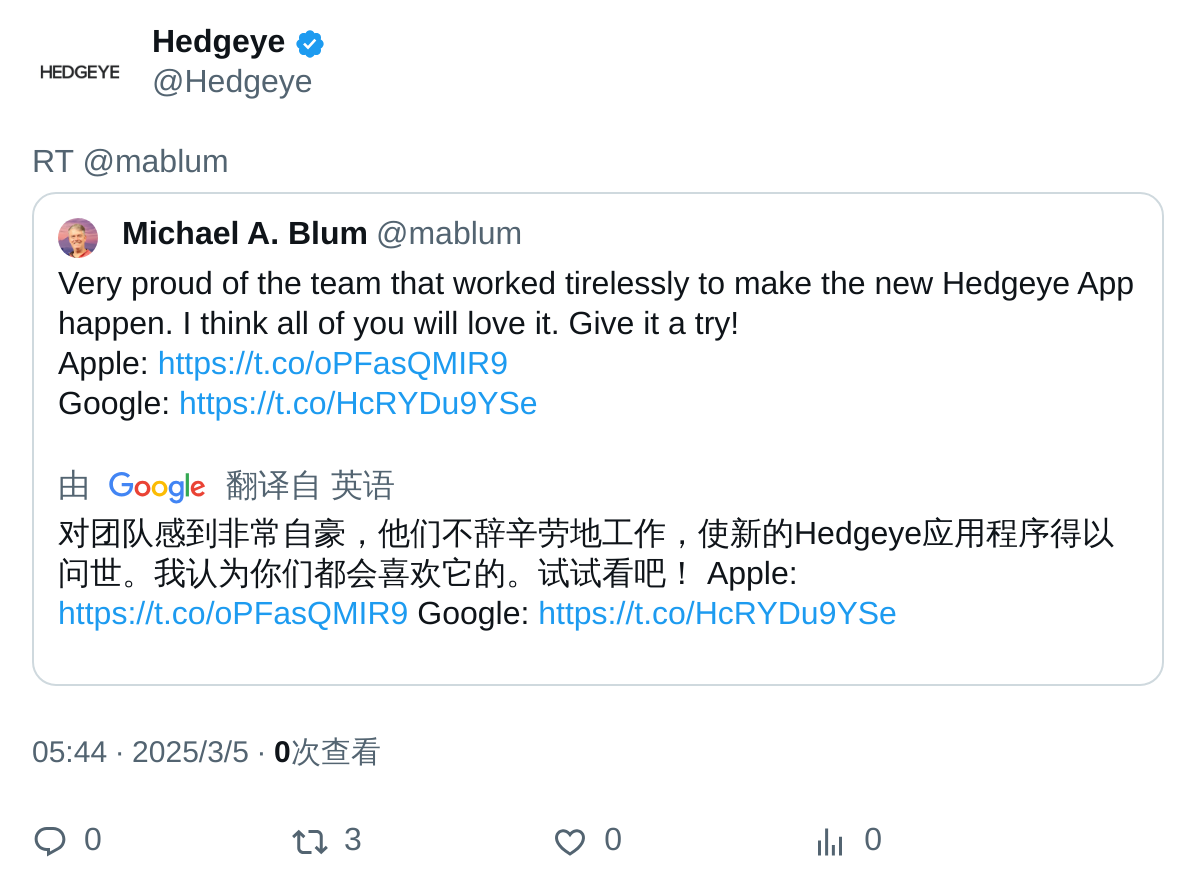 HEDGEYE
Hedgeye
@Hedgeye
RT @mablum
Michael A. Blum @mablum
Very proud of the team that worked tirelessly to make the new Hedgeye App
happen. I think all of you will love it. Give it a try!
Apple: https://t.co/oPFasQMIR9
Google: https://t.co/HcRYDu9YSe
由 Google 翻译自 英语
对团队感到非常自豪，他们不辞辛劳地工作，使新的Hedgeye应用程序得以
问世。我认为你们都会喜欢它的。试试看吧！ Apple:
https://t.co/oPFasQMIR9 Google: https://t.co/HcRYDu9YSe
05:44 · 2025/3/5 · 0次查看
0 3 0 0